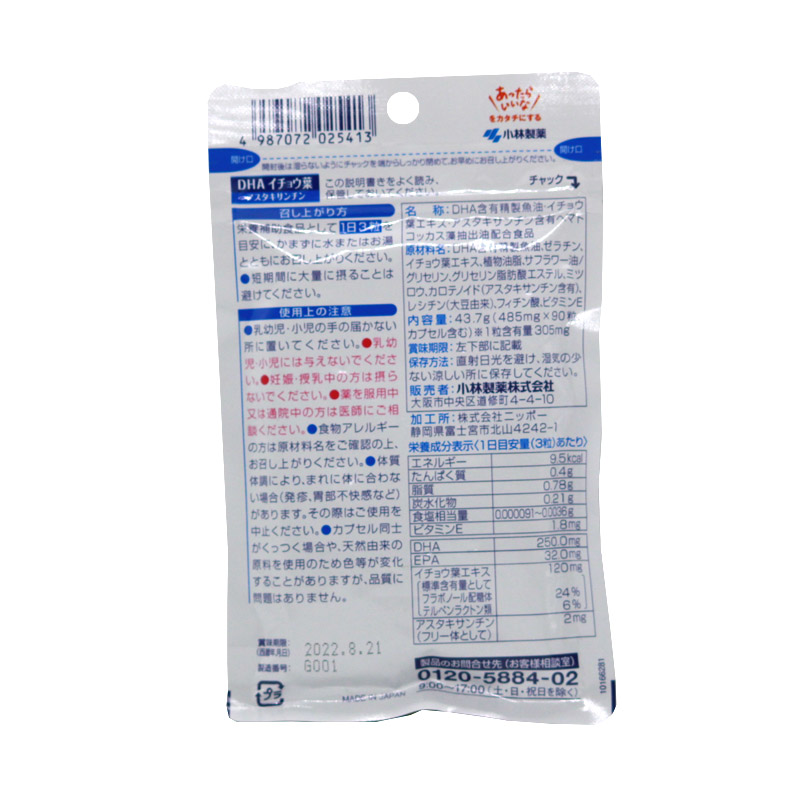 4 987072 025413
あったら
いいな
をカタチにする
小林製薬
開け口
開け口
開封後は湿らないようにチャックを端からしっかり閉めて、お早めにお召し上がりください。
チャック
DHA イチョウ葉
アスタキサンチン
この説明書きをよく読み、
保管しておいてください。
召し上がり方
栄養補助食品として1日3粒を
目安に、かまずに水またはお湯
とともにお召し上がりください。
●短期間に大量に摂ることは
避けてください。
使用上の注意
●乳幼児・小児の手の届かない
所に置いてください。●乳幼
児・小児には与えないでくださ
い。●妊娠・授乳中の方は摂ら
ないでください。●薬を服用中
又は通院中の方は医師にご相
談ください。●食物アレルギー
の方は原材料名をご確認の上、
お召し上がりください。●体質
体調により、まれに体に合わな
い場合(発疹、胃部不快感など)
があります。その際はご使用を
中止ください。●カプセル同士
がくっつく場合や、天然由来の
原料を使用のため色等が変化
することがありますが、品質に
問題はありません。
名 称:DHA含有精製魚油・イチョウ
葉エキス・アスタキサンチン含有ヘマト
コッカス藻抽出油配合食品
原材料名:DHA含有精製魚油、ゼラチン、
イチョウ葉エキス、植物油脂、サフラワー油/
グリセリン、グリセリン脂肪酸エステル、ミツ
ロウ、カロテノイド(アスタキサンチン含有)、
レシチン(大豆由来)、フィチン酸、ビタミンE
内容量:43.7g(485mg×90粒
カプセル含む)※1粒含有量305mg
賞味期限:左下部に記載
保存方法:直射日光を避け、湿気の少
ない涼しい所に保存してください。
販売者:小林製薬株式会社
大阪市中央区道修町4-4-10
加工所:株式会社ニッポー
静岡県富士宮市北山4242-1
栄養成分表示〈1日目安量(3粒)あたり〉
エネルギー 9.5kcal
たんぱく質 0.4g
脂質 0.78g
炭水化物 0.21g
食塩相当量 0.000091~0.0036g
ビタミンE 1.8mg
DHA 250.0mg
EPA 32.0mg
イチョウ葉エキス 120mg
標準含有量として
フラボノール配糖体 24%
テルペンラクトン類 6%
アスタキサンチン 2mg
(フリー体として)
賞味期限
(西暦年月日) 2022.8.21
製造番号: G001
プラ
MADE IN JAPAN
製品のお問合せ先(お客様相談室)
0120-5884-02
9:00~17:00(土・日・祝日を除く)
10166281